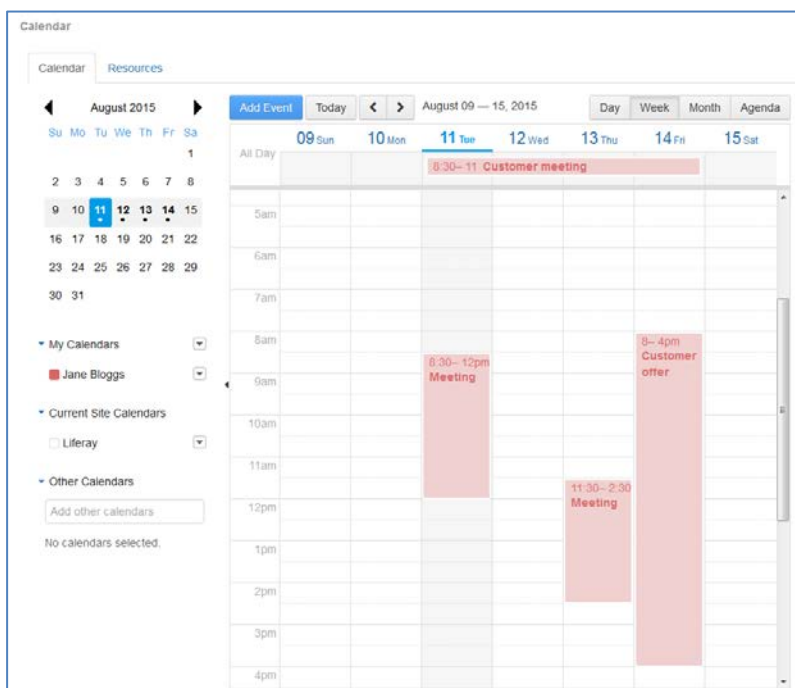 Calendar
Calendar Resources
August 2015
Su Mo Tu We Th Fr Sa
1
2 3 4 5 6 7 8
9 10 11 12 13 14 15
16 17 18 19 20 21 22
23 24 25 26 27 28 29
30 31
My Calendars
Jane Bloggs
Current Site Calendars
Liferay
Other Calendars
Add other calendars
No calendars selected.
Add Event Today < > August 09 — 15, 2015 Day Week Month Agenda
09 Sun 10 Mon 11 Tue 12 Wed 13 Thu 14 Fri 15 Sat
All Day
8:30– 11 Customer meeting
5am
6am
7am
8am
9am
10am
11am
12pm
1pm
2pm
3pm
4pm
8:30– 12pm
Meeting
11:30– 2:30
Meeting
8– 4pm
Customer
offer